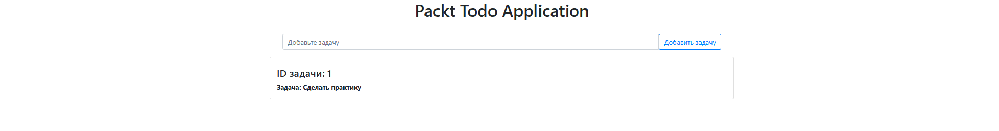 Packt Todo Application
Добавьте задачу
Добавить задачу
ID задачи: 1
Задача: Сделать практику